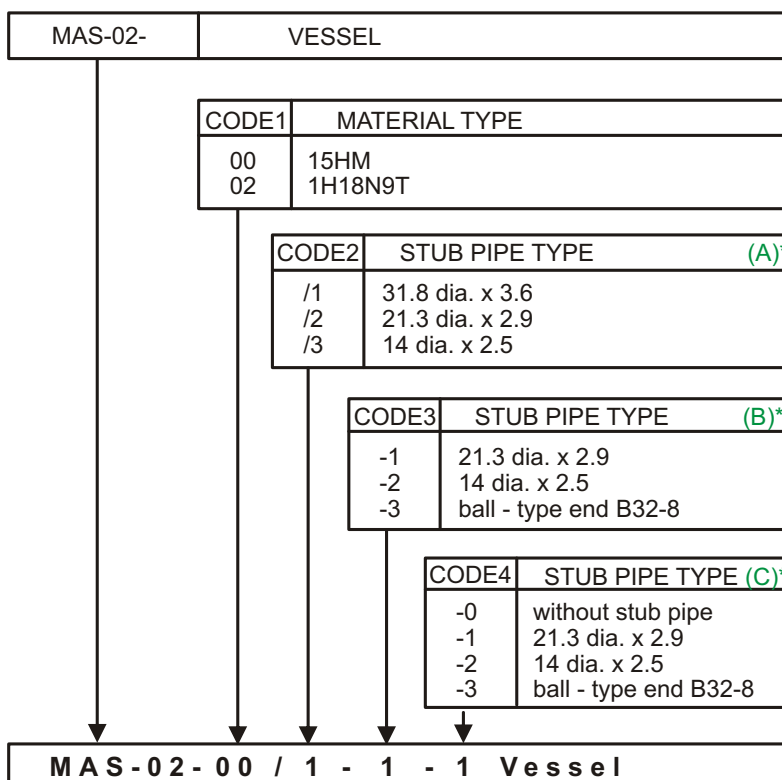 MAS-02- VESSEL
CODE1 MATERIAL TYPE
00 15HM
02 1H18N9T
CODE2 STUB PIPE TYPE (A)*
/1 31.8 dia. x 3.6
/2 21.3 dia. x 2.9
/3 14 dia. x 2.5
CODE3 STUB PIPE TYPE (B)*
-1 21.3 dia. x 2.9
-2 14 dia. x 2.5
-3 ball - type end B32-8
CODE4 STUB PIPE TYPE (C)*
-0 without stub pipe
-1 21.3 dia. x 2.9
-2 14 dia. x 2.5
-3 ball - type end B32-8
MAS-02-00 / 1 - 1 - 1 Vessel